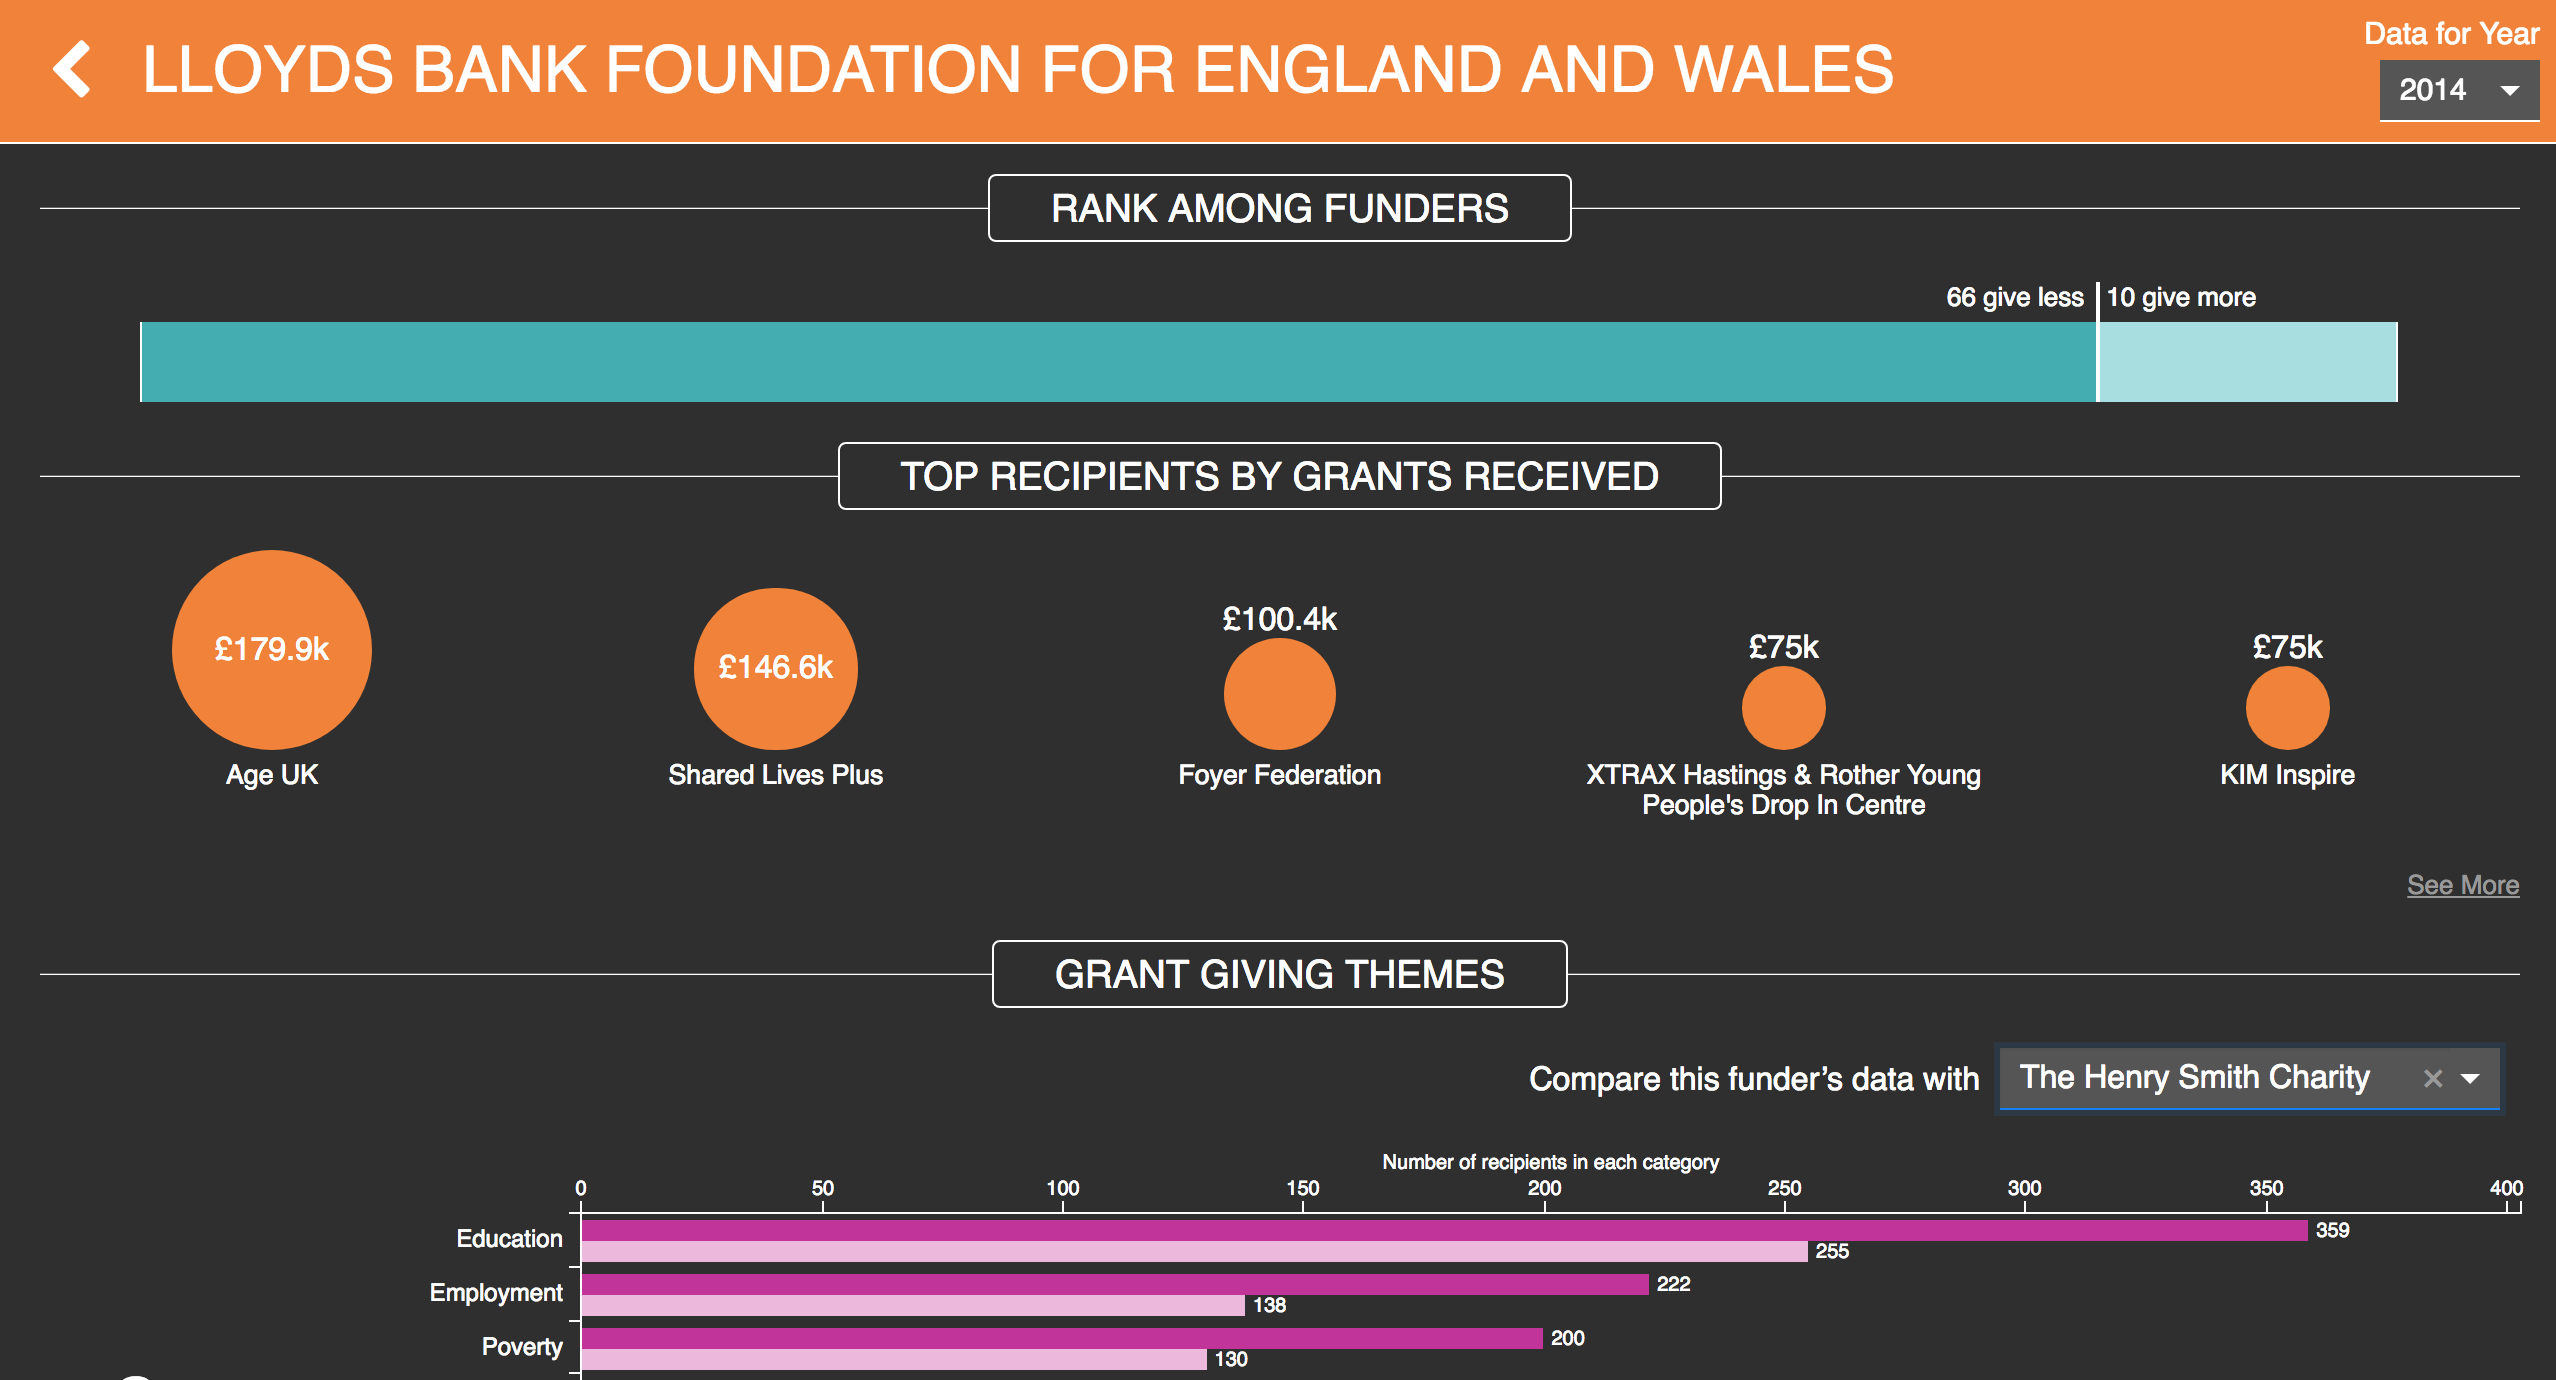 Data for Year
LLOYDS BANK FOUNDATION FOR ENGLAND AND WALES
2014
RANK AMONG FUNDERS
66 give less
10 give more
TOP RECIPIENTS BY GRANTS RECEIVED
£179.9k
£146.6k
£100.4k
£75k
£75k
Age UK
Shared Lives Plus
Foyer Federation
XTRAX Hastings & Rother Young
People's Drop In Centre
KIM Inspire
See More
GRANT GIVING THEMES
Compare this funder’s data with
The Henry Smith Charity
Number of recipients in each category
0 50 100 150 200 250 300 350 400
Education
359
255
Employment
222
138
Poverty
200
130